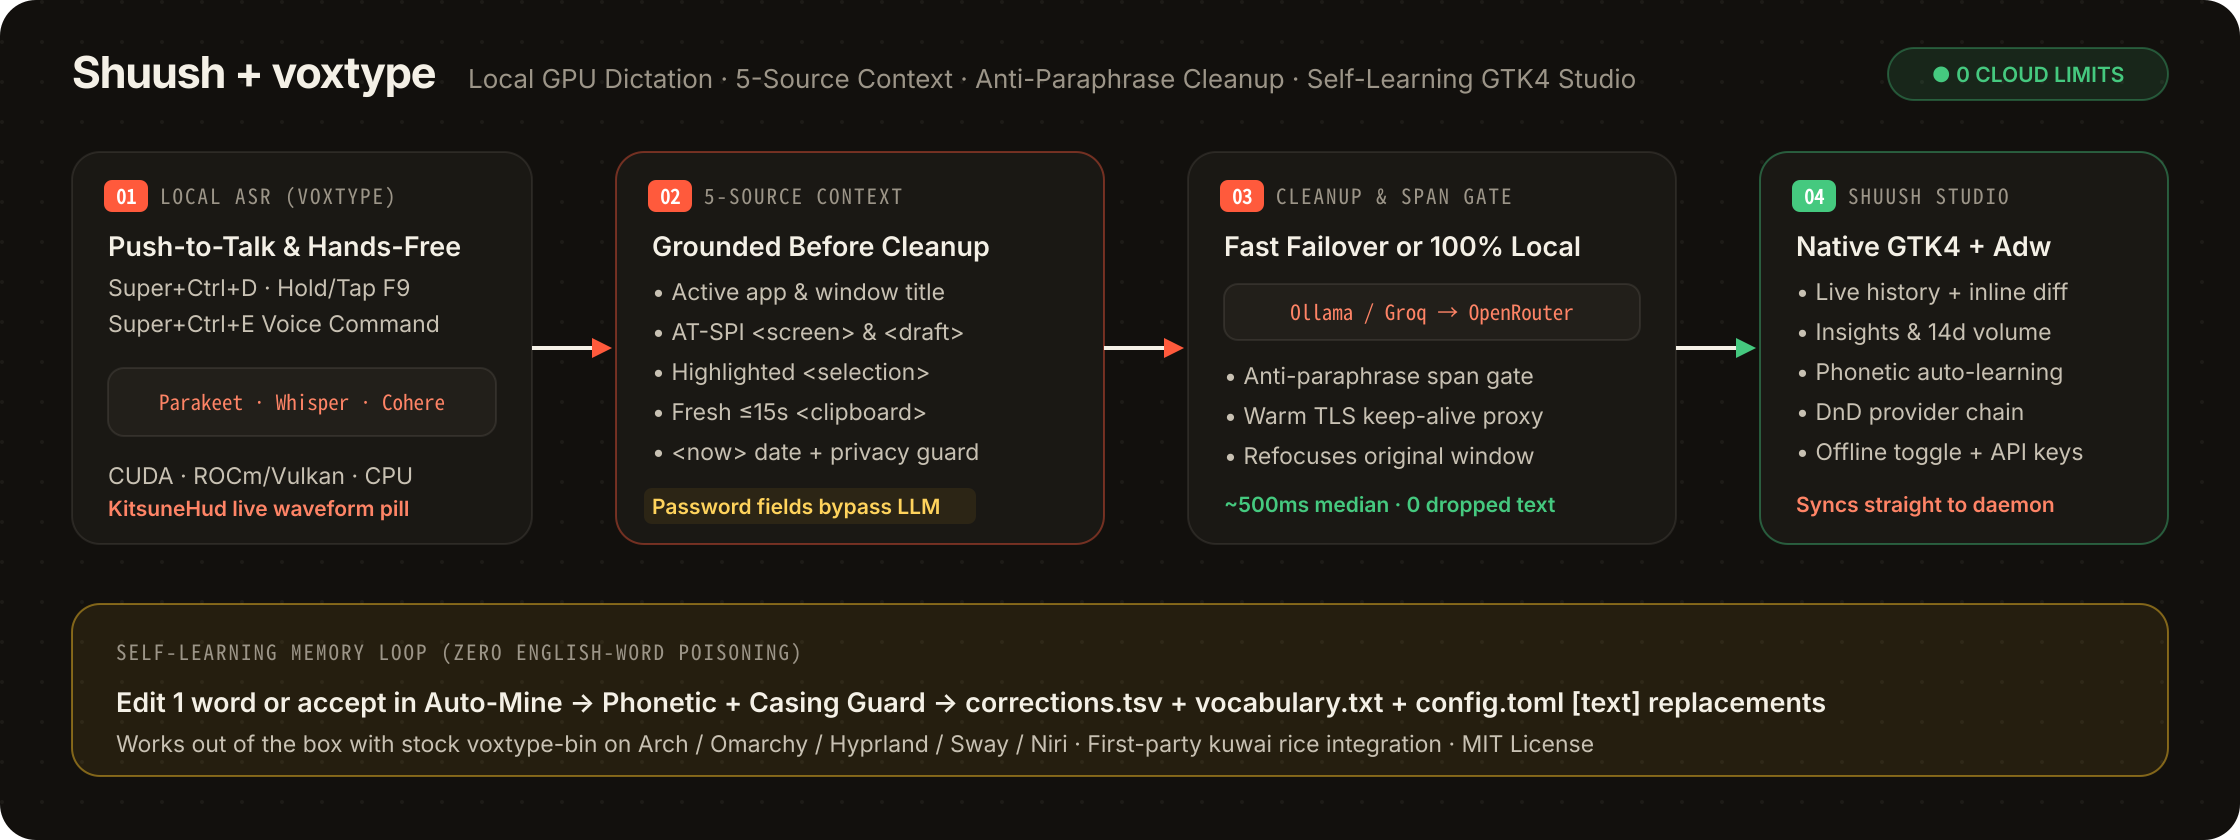 Shuush + voxtype
Local GPU Dictation · 5-Source Context · Anti-Paraphrase Cleanup · Self-Learning GTK4 Studio
0 CLOUD LIMITS
01 LOCAL ASR (VOXTYPE)
Push-to-Talk & Hands-Free
Super+Ctrl+D · Hold/Tap F9
Super+Ctrl+E Voice Command
Parakeet · Whisper · Cohere
CUDA · ROCm/Vulkan · CPU
KitsuneHud live waveform pill
02 5-SOURCE CONTEXT
Grounded Before Cleanup
• Active app & window title
• AT-SPI <screen> & <draft>
• Highlighted <selection>
• Fresh ≤15s <clipboard>
• <now> date + privacy guard
Password fields bypass LLM
03 CLEANUP & SPAN GATE
Fast Failover or 100% Local
Ollama / Groq → OpenRouter
• Anti-paraphrase span gate
• Warm TLS keep-alive proxy
• Refocuses original window
~500ms median · 0 dropped text
04 SHUUSH STUDIO
Native GTK4 + Adw
• Live history + inline diff
• Insights & 14d volume
• Phonetic auto-learning
• DnD provider chain
• Offline toggle + API keys
Syncs straight to daemon
SELF-LEARNING MEMORY LOOP (ZERO ENGLISH-WORD POISONING)
Edit 1 word or accept in Auto-Mine → Phonetic + Casing Guard → corrections.tsv + vocabulary.txt + config.toml [text] replacements
Works out of the box with stock voxtype-bin on Arch / Omarchy / Hyprland / Sway / Niri · First-party kuwai rice integration · MIT License